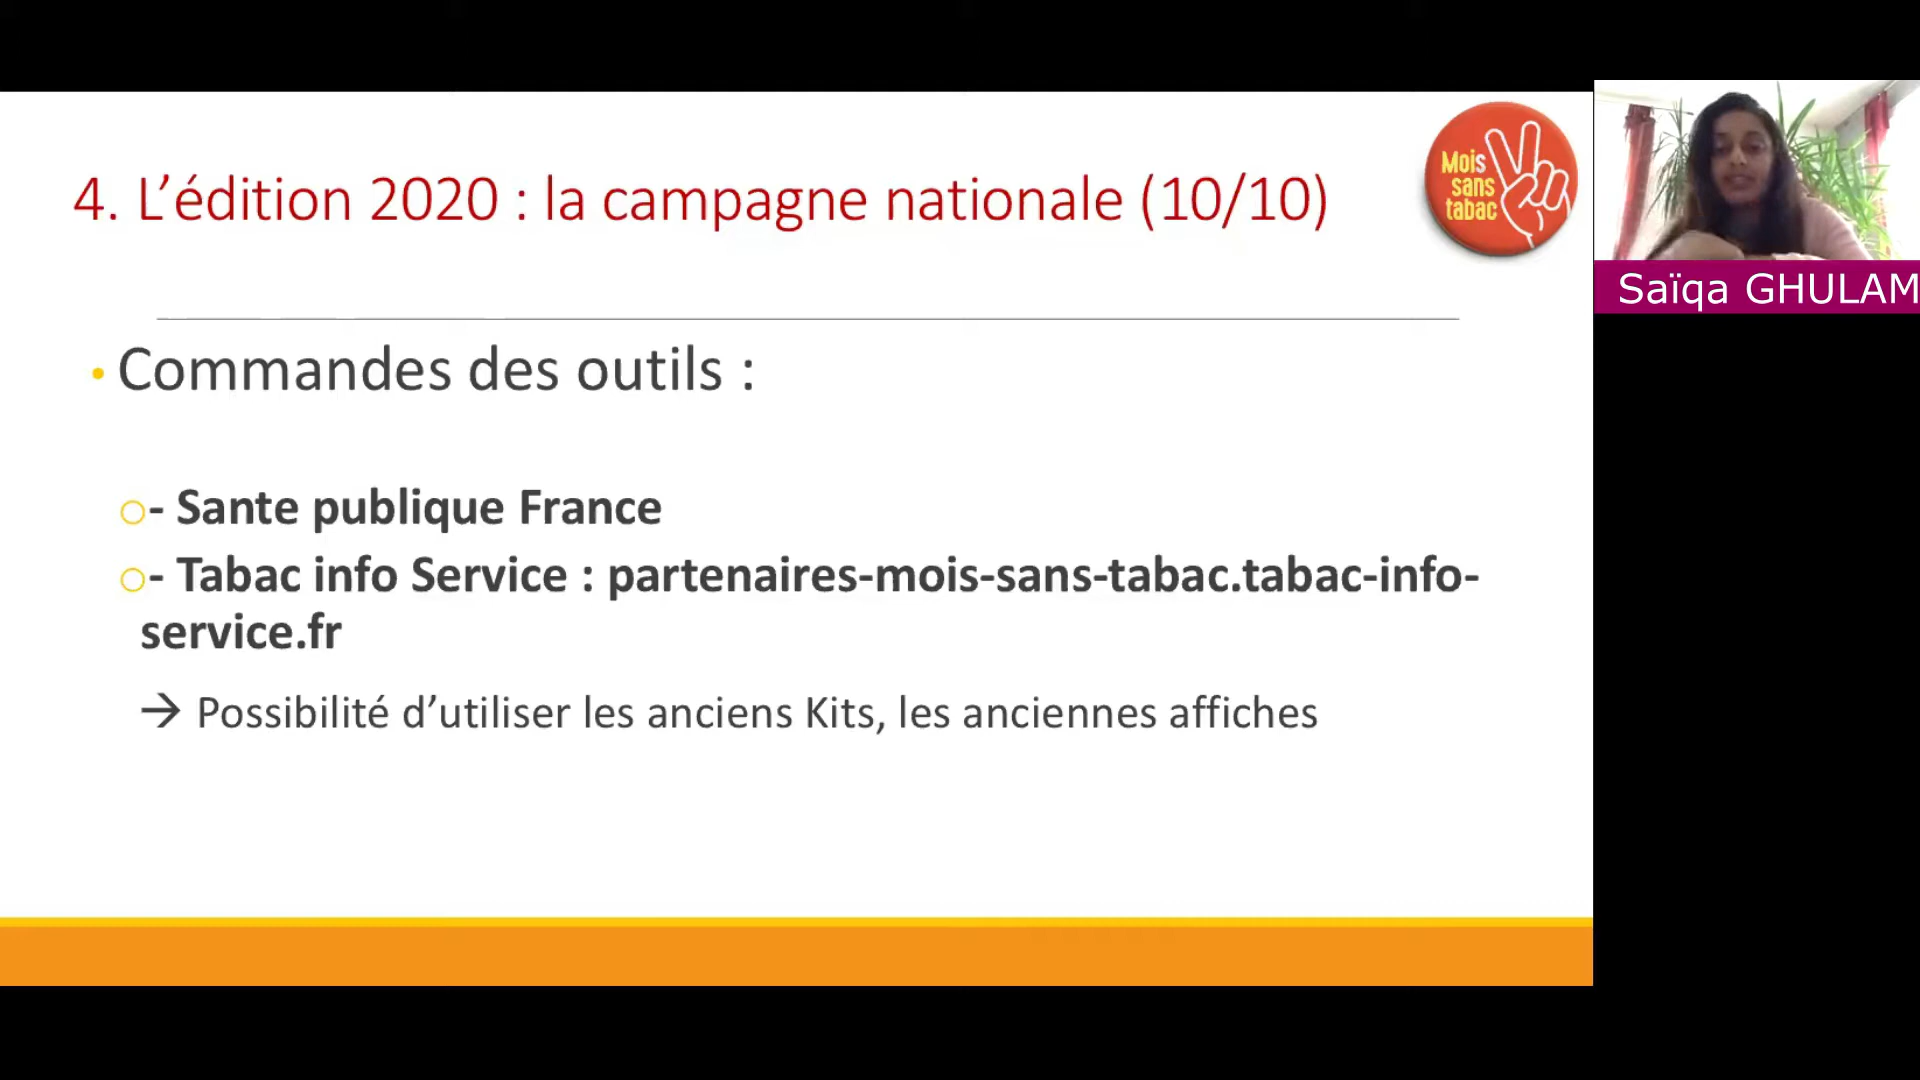 4. L’édition 2020 : la campagne nationale (10/10)
Mois
sans
tabac
Saïqa GHULAM
• Commandes des outils :
o- Sante publique France
o- Tabac info Service : partenaires-mois-sans-tabac.tabac-info-
service.fr
→ Possibilité d’utiliser les anciens Kits, les anciennes affiches